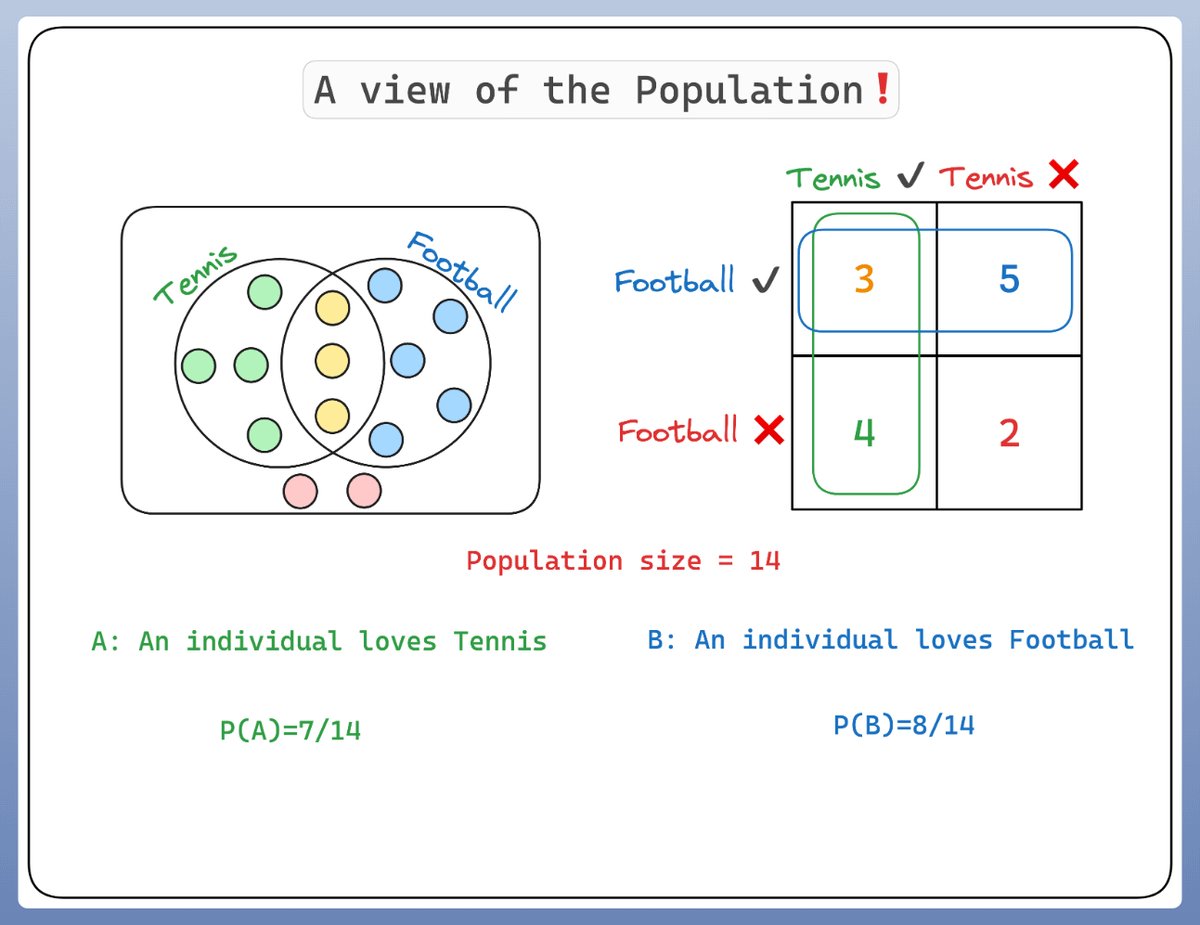 A view of the Population❗
Tennis
Football
Tennis ✔ Tennis ❌
Football ✔
3
5
Football ❌
4
2
Population size = 14
A: An individual loves Tennis
B: An individual loves Football
P(A)=7/14
P(B)=8/14